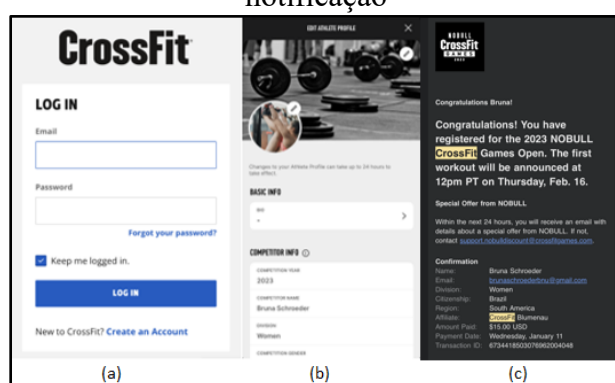 notificação
CrossFit
LOG IN
Email
Password
Forgot your password?
Keep me logged in.
LOG IN
New to CrossFit? Create an Account
(a)
EDIT ATHLETE PROFILE
Changes to your Athlete Profile can take up to 24 hours to
take effect.
BASIC INFO
BIO
-
COMPETITOR INFO
COMPETITION YEAR
2023
COMPETITOR NAME
Bruna Schroeder
DIVISION
Women
COMPETITION GENDER
(b)
NOBULL
CrossFit
GAMES
2023
Congratulations Bruna!
Congratulations! You have
registered for the 2023 NOBULL
CrossFit Games Open. The first
workout will be announced at
12pm PT on Thursday, Feb. 16.
Special Offer from NOBULL
Within the next 24 hours, you will receive an email with
details about a special offer from NOBULL. If not,
contact support.nobulldiscount@crossfitgames.com.
Confirmation
Name: Bruna Schroeder
Email: brunaschroederbnu@gmail.com
Division: Women
Citizenship: Brazil
Region: South America
Affiliate: CrossFit Blumenau
Amount Paid: $15.00 USD
Payment Date: Wednesday, January 11
Transaction ID: 6734418503076962004048
(c)